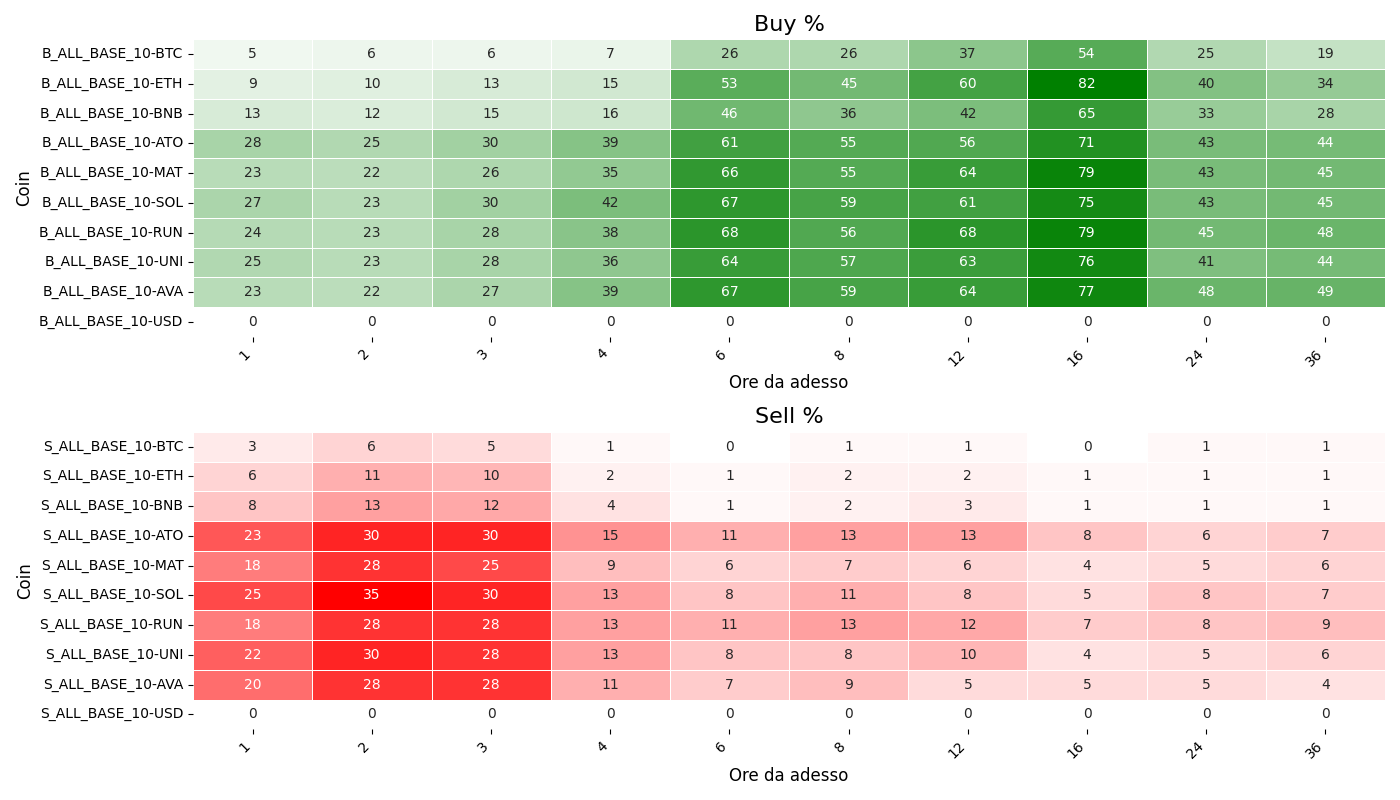 Buy %
Coin
B_ALL_BASE_10-BTC 5 6 6 7 26 26 37 54 25 19
B_ALL_BASE_10-ETH 9 10 13 15 53 45 60 82 40 34
B_ALL_BASE_10-BNB 13 12 15 16 46 36 42 65 33 28
B_ALL_BASE_10-ATO 28 25 30 39 61 55 56 71 43 44
B_ALL_BASE_10-MAT 23 22 26 35 66 55 64 79 43 45
B_ALL_BASE_10-SOL 27 23 30 42 67 59 61 75 43 45
B_ALL_BASE_10-RUN 24 23 28 38 68 56 68 79 45 48
B_ALL_BASE_10-UNI 25 23 28 36 64 57 63 76 41 44
B_ALL_BASE_10-AVA 23 22 27 39 67 59 64 77 48 49
B_ALL_BASE_10-USD 0 0 0 0 0 0 0 0 0 0
1 2 3 4 6 8 12 16 24 36
Ore da adesso
Sell %
Coin
S_ALL_BASE_10-BTC 3 6 5 1 0 1 1 0 1 1
S_ALL_BASE_10-ETH 6 11 10 2 1 2 2 1 1 1
S_ALL_BASE_10-BNB 8 13 12 4 1 2 3 1 1 1
S_ALL_BASE_10-ATO 23 30 30 15 11 13 13 8 6 7
S_ALL_BASE_10-MAT 18 28 25 9 6 7 6 4 5 6
S_ALL_BASE_10-SOL 25 35 30 13 8 11 8 5 8 7
S_ALL_BASE_10-RUN 18 28 28 13 11 13 12 7 8 9
S_ALL_BASE_10-UNI 22 30 28 13 8 8 10 4 5 6
S_ALL_BASE_10-AVA 20 28 28 11 7 9 5 5 5 4
S_ALL_BASE_10-USD 0 0 0 0 0 0 0 0 0 0
1 2 3 4 6 8 12 16 24 36
Ore da adesso